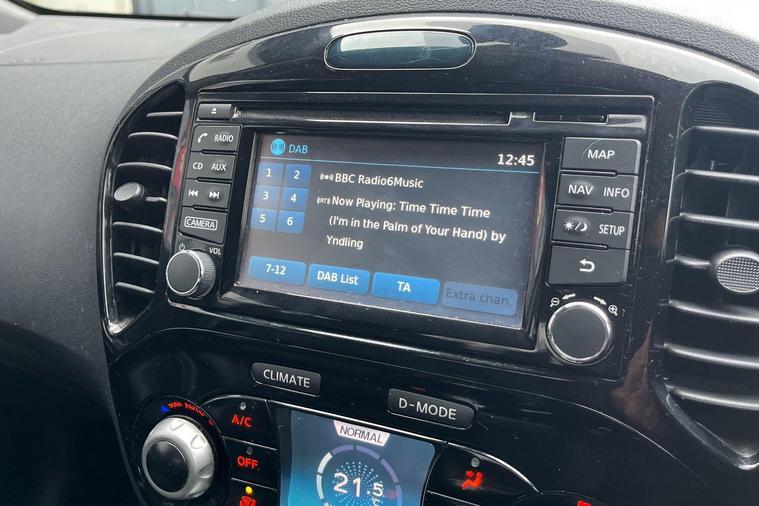 DAB
12:45
1 2
3 4
5 6
BBC Radio6Music
Now Playing: Time Time Time
(I'm in the Palm of Your Hand) by
Yndling
7-12 DAB List TA Extra chan.
RADIO
CD AUX
CAMERA
VOL
MAP
NAV INFO
SETUP
CLIMATE
D-MODE
AUTO
A/C
OFF
NORMAL
21.5